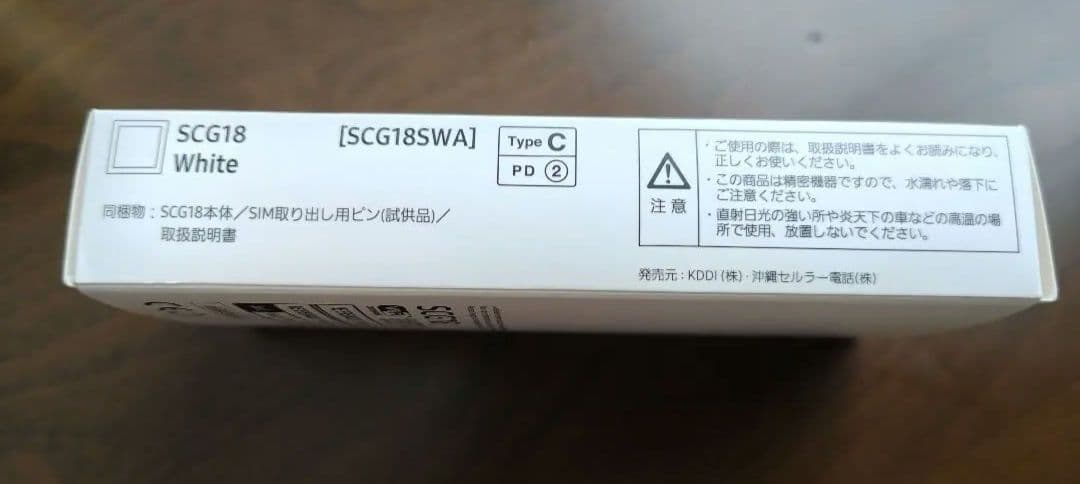 SCG18 [SCG18SWA]
White
Type C
PD ②
同梱物：SCG18本体／SIM取り出し用ピン(試供品)／
取扱説明書
注意
・ご使用の際は、取扱説明書をよくお読みになり、
正しくお使いください。
・この商品は精密機器ですので、水濡れや落下に
ご注意ください。
・直射日光の強い所や炎天下の車などの高温の場
所で使用、放置しないでください。
発売元：KDDI（株）・沖縄セルラー電話（株）